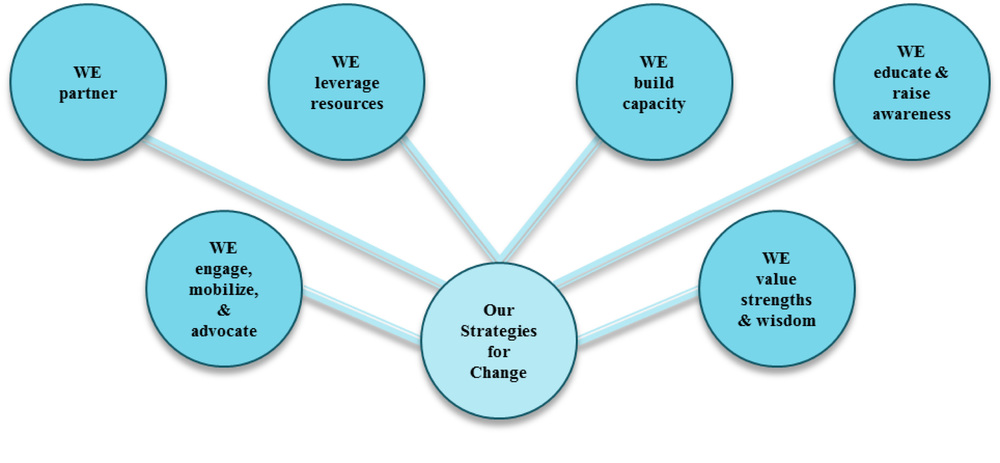 WE
partner
WE
leverage
resources
WE
build
capacity
WE
educate &
raise
awareness
WE
engage,
mobilize,
&
advocate
WE
value
strengths
& wisdom
Our
Strategies
for
Change